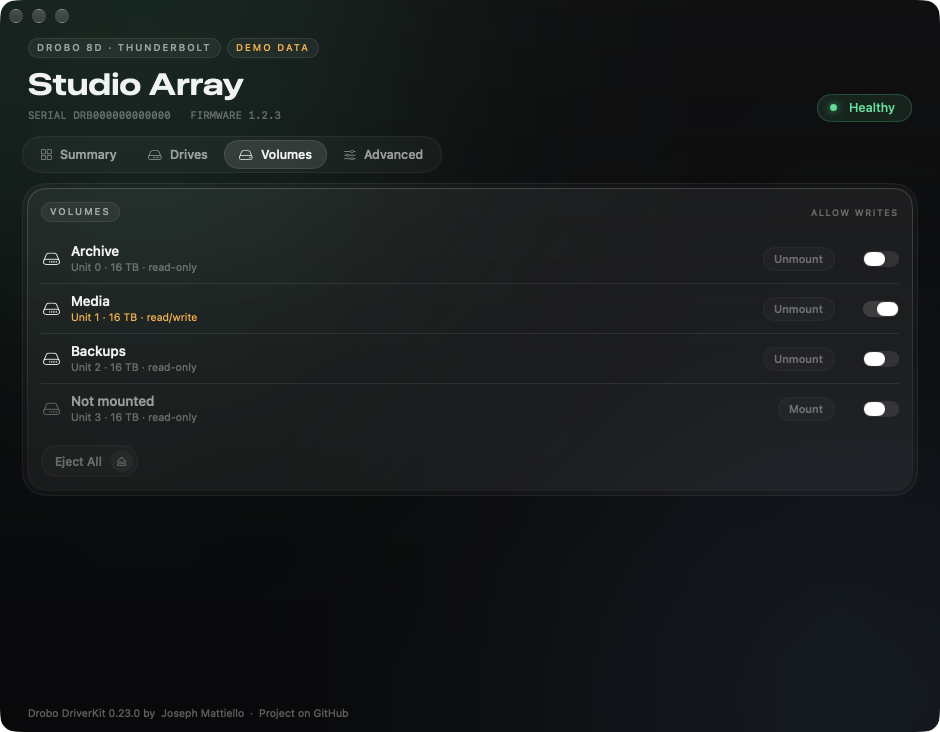 DROBO 8D · THUNDERBOLT DEMO DATA
Studio Array
SERIAL DRB000000000000 FIRMWARE 1.2.3
Healthy
Summary Drives Volumes Advanced
VOLUMES ALLOW WRITES
Archive
Unit 0 · 16 TB · read-only
Unmount
Media
Unit 1 · 16 TB · read/write
Unmount
Backups
Unit 2 · 16 TB · read-only
Unmount
Not mounted
Unit 3 · 16 TB · read-only
Mount
Eject All
Drobo DriverKit 0.23.0 by Joseph Mattiello · Project on GitHub